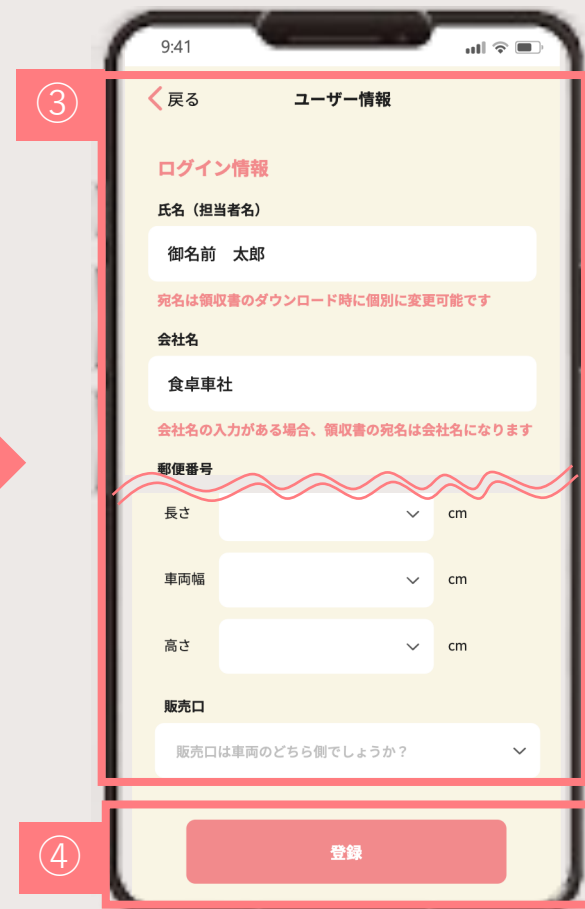 9:41
③
戻る ユーザー情報
ログイン情報
氏名（担当者名）
御名前　太郎
宛名は領収書のダウンロード時に個別に変更可能です
会社名
食卓車社
会社名の入力がある場合、領収書の宛名は会社名になります
郵便番号
長さ cm
車両幅 cm
高さ cm
販売口
販売口は車両のどちら側でしょうか？
④
登録